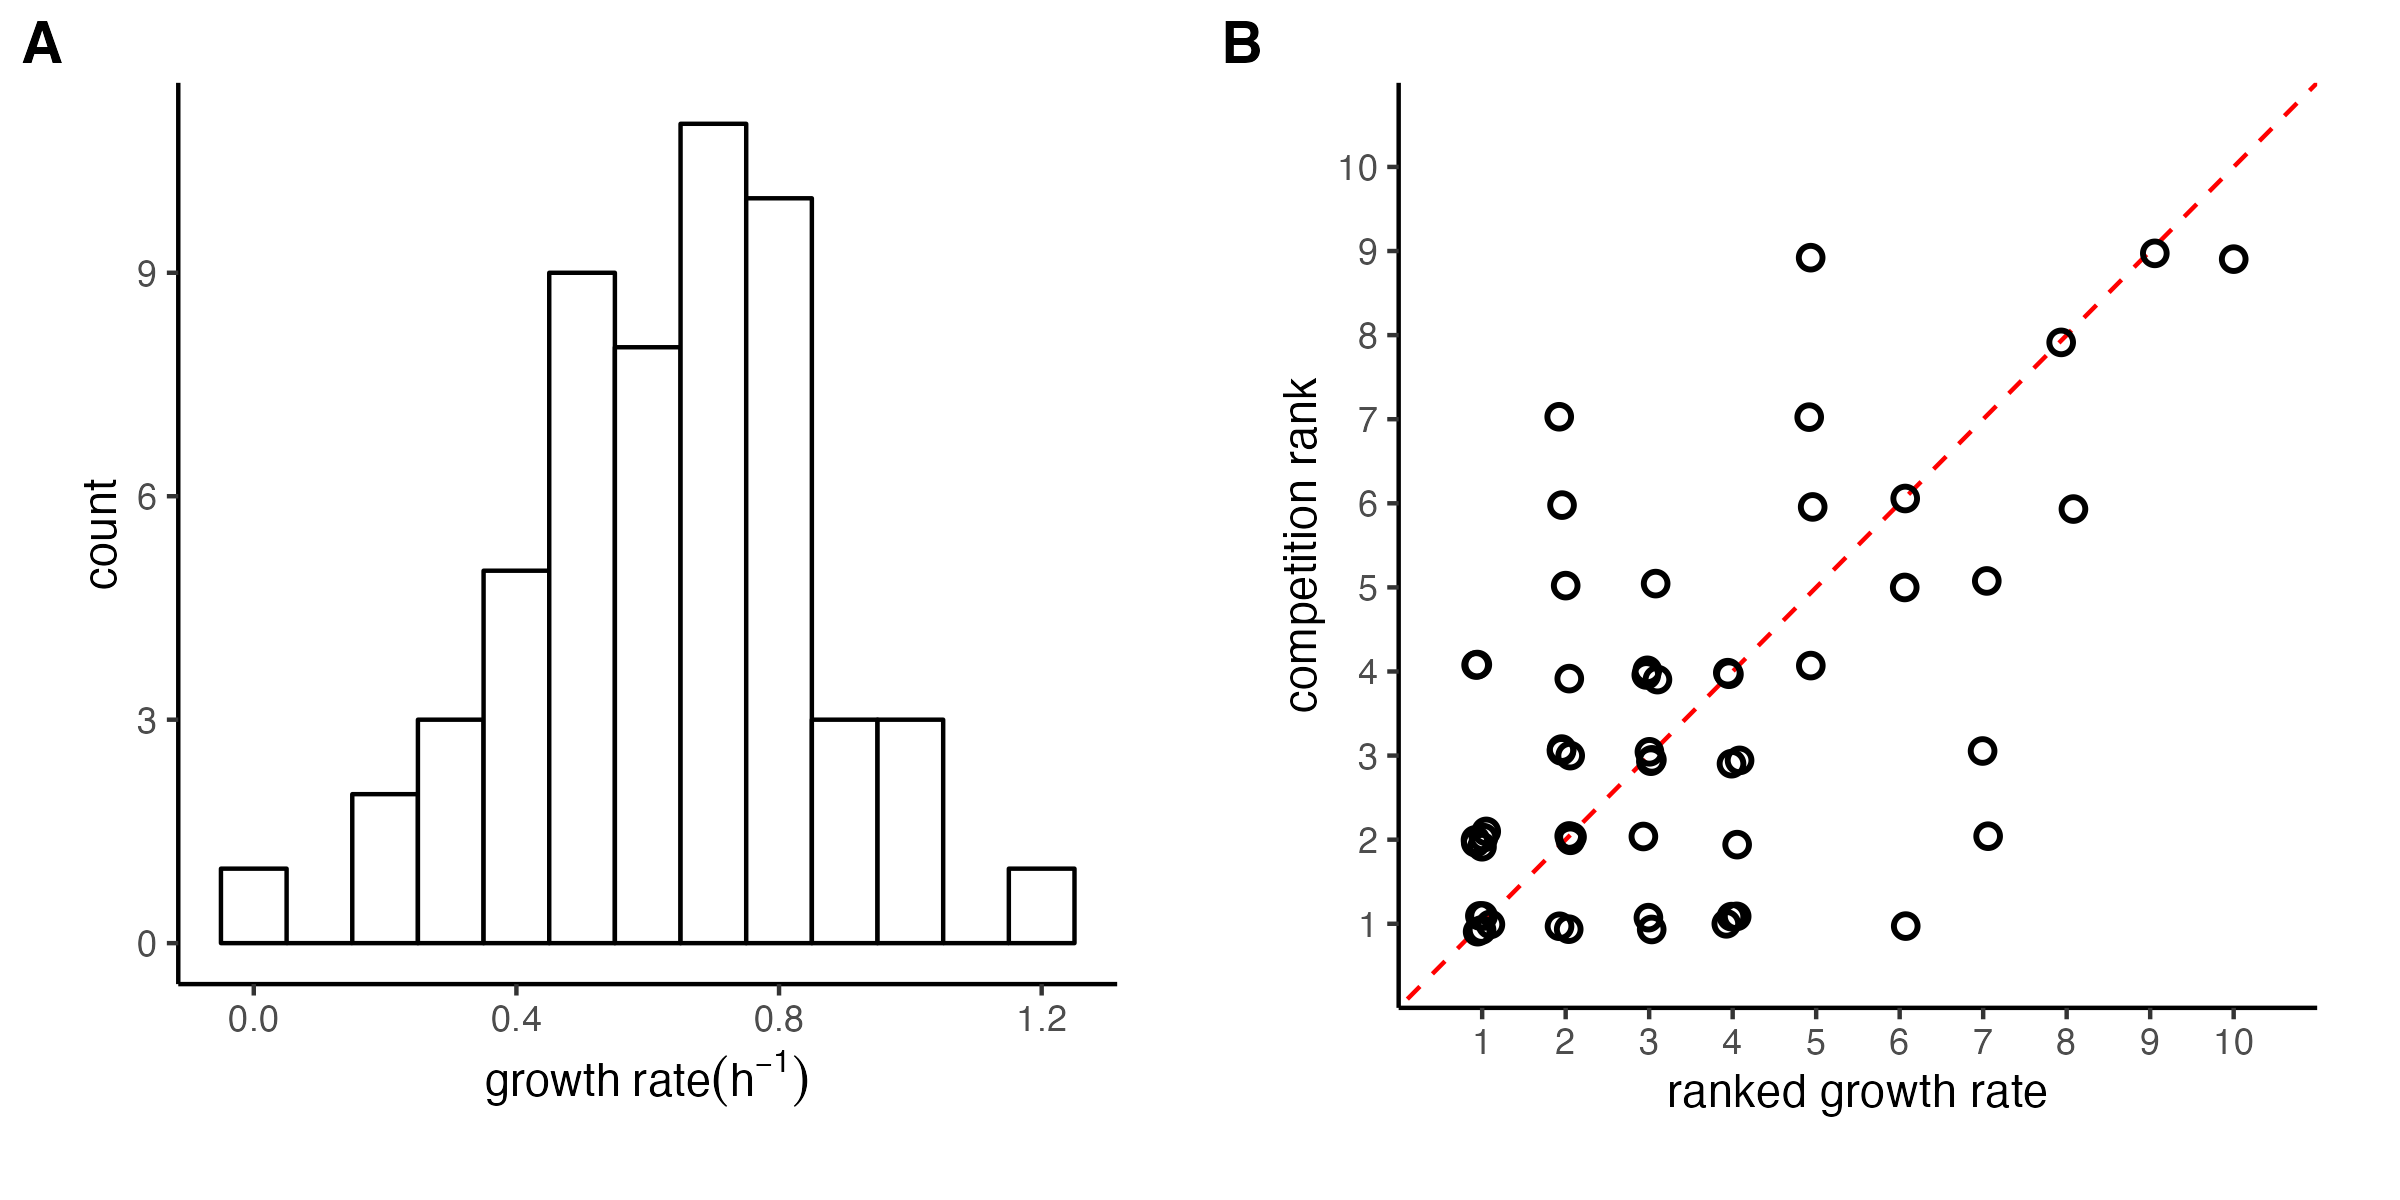 A
count
9
6
3
0
0.0 0.4 0.8 1.2
growth rate(h⁻¹)
B
competition rank
10
9
8
7
6
5
4
3
2
1
1 2 3 4 5 6 7 8 9 10
ranked growth rate